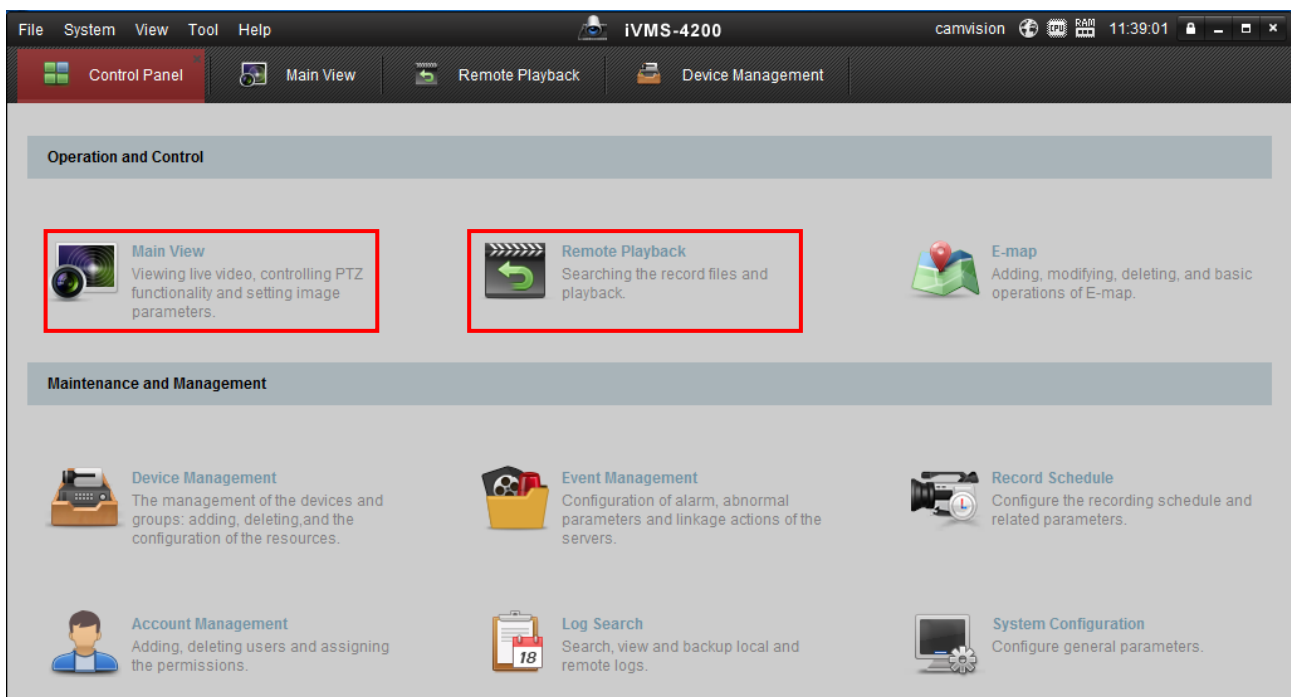 File System View Tool Help iVMS-4200 camvision CPU RAM 11:39:01
Control Panel Main View Remote Playback Device Management
Operation and Control
Main View
Viewing live video, controlling PTZ
functionality and setting image
parameters.
Remote Playback
Searching the record files and
playback.
E-map
Adding, modifying, deleting, and basic
operations of E-map.
Maintenance and Management
Device Management
The management of the devices and
groups: adding, deleting,and the
configuration of the resources.
Event Management
Configuration of alarm, abnormal
parameters and linkage actions of the
servers.
Record Schedule
Configure the recording schedule and
related parameters.
Account Management
Adding, deleting users and assigning
the permissions.
18
Log Search
Search, view and backup local and
remote logs.
System Configuration
Configure general parameters.